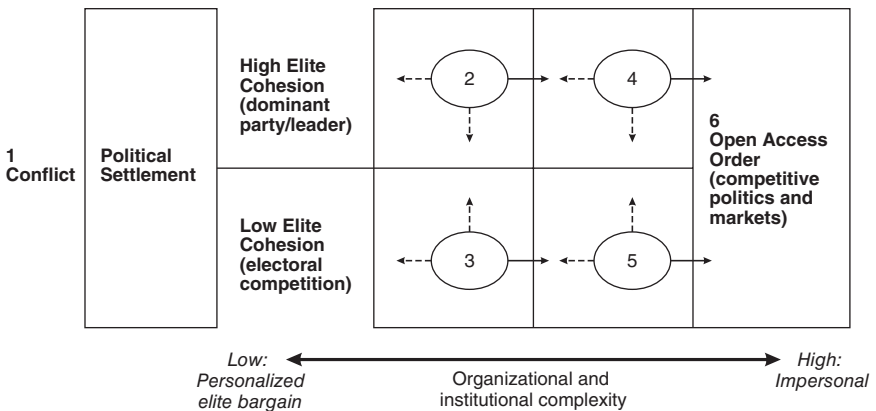 1
Conflict
Political
Settlement
High Elite
Cohesion
(dominant
party/leader)
2
4
Low Elite
Cohesion
(electoral
competition)
3
5
6
Open Access
Order
(competitive
politics and
markets)
Low:
Personalized
elite bargain
Organizational and
institutional complexity
High:
Impersonal